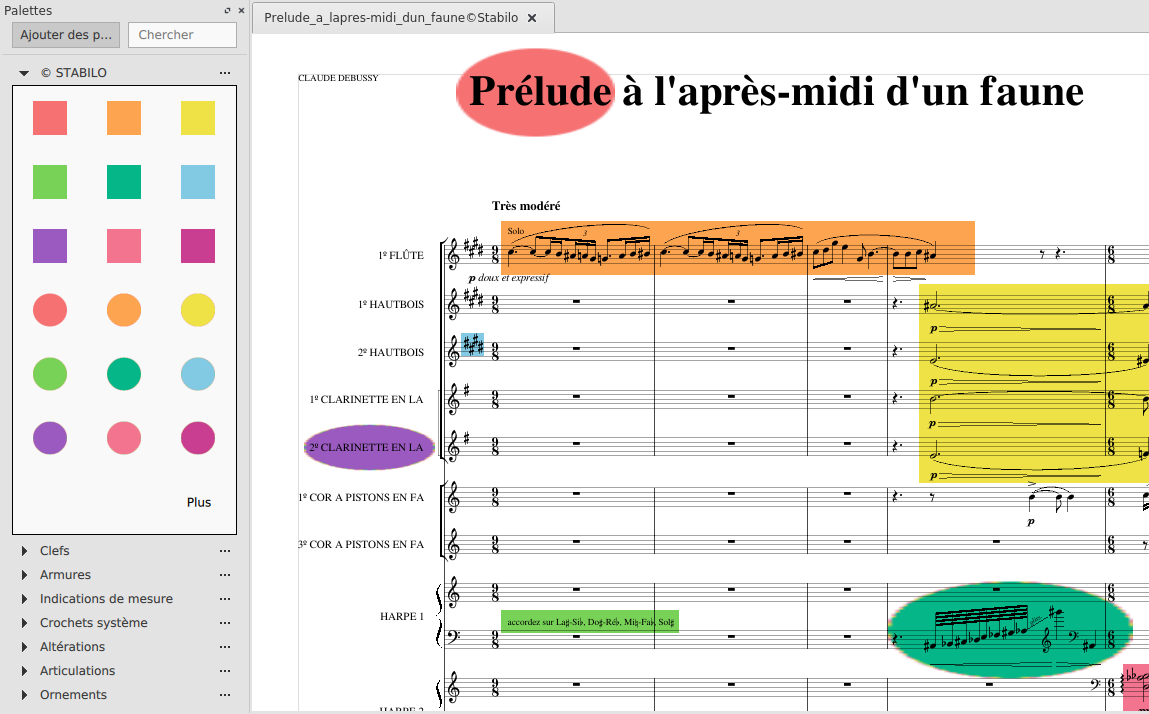 Palettes
Ajouter des p...
Chercher
© STABILO
Plus
Clefs
Armures
Indications de mesure
Crochets système
Altérations
Articulations
Ornements
Prelude_a_lapres-midi_dun_faune©Stabilo
CLAUDE DEBUSSY
Prélude à l'après-midi d'un faune
Très modéré
Solo
3
3
1º FLÛTE
p doux et expressif
1º HAUTBOIS
p
2º HAUTBOIS
p
1º CLARINETTE EN LA
p
2º CLARINETTE EN LA
p
1º COR A PISTONS EN FA
p
3º COR A PISTONS EN FA
HARPE 1
accordez sur La♮-Si♭, Do♮-Ré♭, Mi♮-Fa♭, Sol♮
HARPE 2